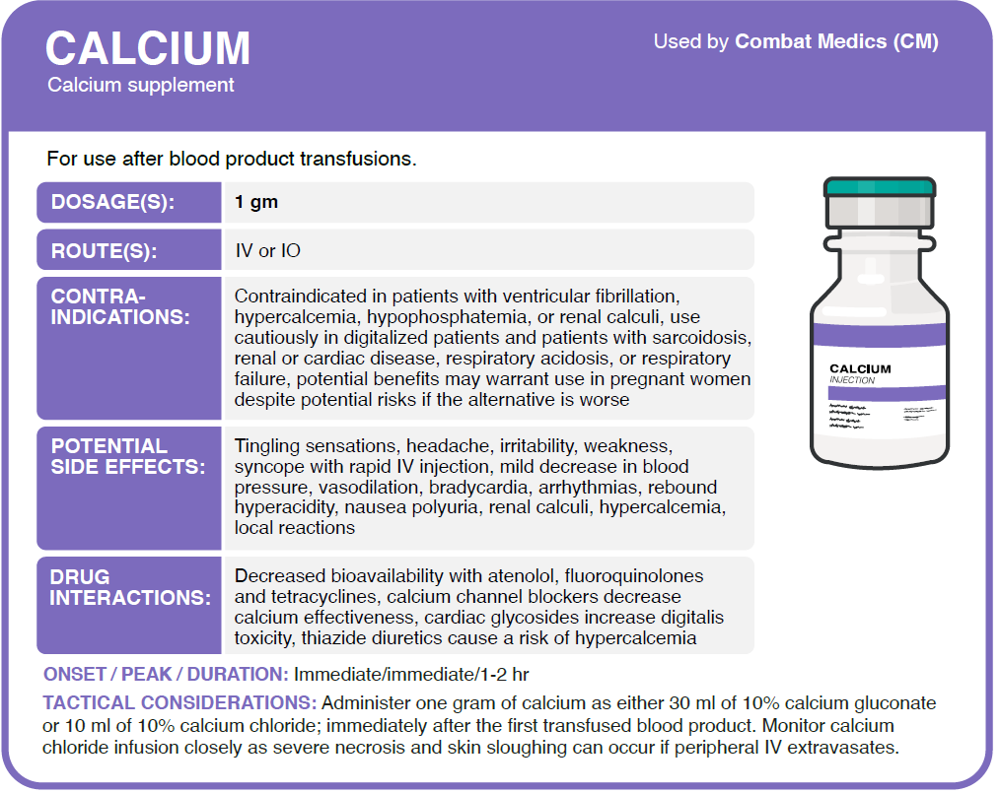 CALCIUM
Calcium supplement
Used by Combat Medics (CM)
For use after blood product transfusions.
DOSAGE(S):
1 gm
ROUTE(S):
IV or IO
CONTRA-
INDICATIONS:
Contraindicated in patients with ventricular fibrillation,
hypercalcemia, hypophosphatemia, or renal calculi, use
cautiously in digitalized patients and patients with sarcoidosis,
renal or cardiac disease, respiratory acidosis, or respiratory
failure, potential benefits may warrant use in pregnant women
despite potential risks if the alternative is worse
POTENTIAL
SIDE EFFECTS:
Tingling sensations, headache, irritability, weakness,
syncope with rapid IV injection, mild decrease in blood
pressure, vasodilation, bradycardia, arrhythmias, rebound
hyperacidity, nausea polyuria, renal calculi, hypercalcemia,
local reactions
DRUG
INTERACTIONS:
Decreased bioavailability with atenolol, fluoroquinolones
and tetracyclines, calcium channel blockers decrease
calcium effectiveness, cardiac glycosides increase digitalis
toxicity, thiazide diuretics cause a risk of hypercalcemia
CALCIUM
INJECTION
ONSET / PEAK / DURATION: Immediate/immediate/1-2 hr
TACTICAL CONSIDERATIONS: Administer one gram of calcium as either 30 ml of 10% calcium gluconate
or 10 ml of 10% calcium chloride; immediately after the first transfused blood product. Monitor calcium
chloride infusion closely as severe necrosis and skin sloughing can occur if peripheral IV extravasates.